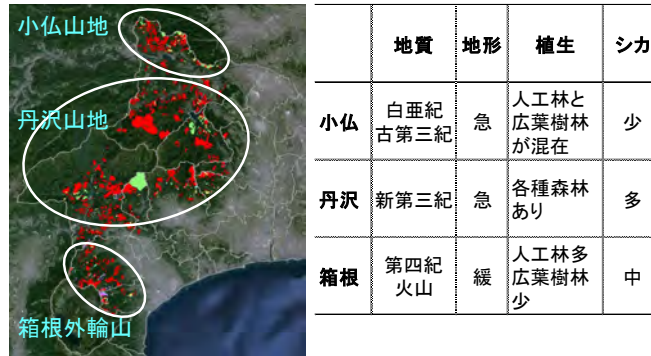 小仏山地
丹沢山地
箱根外輪山
地質 地形 植生 シカ
小仏 白亜紀 古第三紀 急 人工林と 広葉樹林 が混在 少
丹沢 新第三紀 急 各種森林 あり 多
箱根 第四紀 火山 緩 人工林多 広葉樹林 少 中